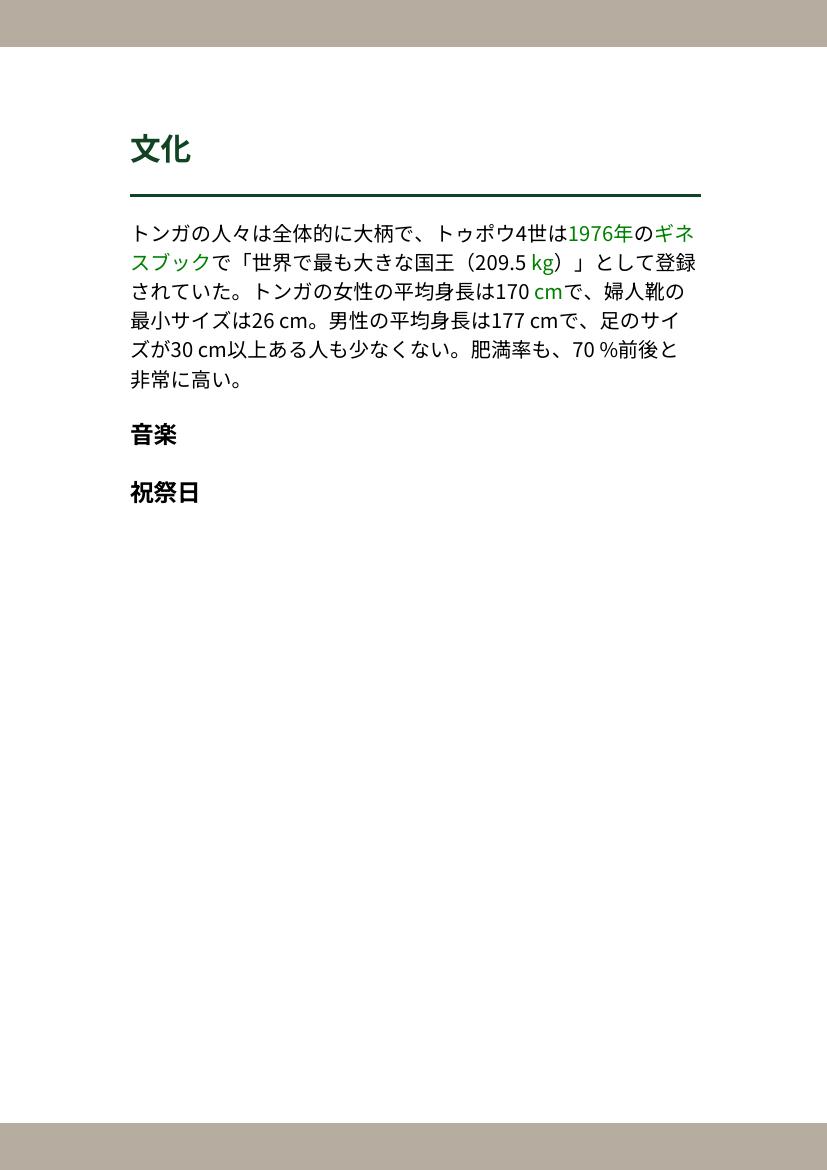 文化
トンガの人々は全体的に大柄で、トゥポウ4世は1976年のギネ
スブックで「世界で最も大きな国王（209.5 kg）」として登録
されていた。トンガの女性の平均身長は170 cmで、婦人靴の
最小サイズは26 cm。男性の平均身長は177 cmで、足のサイ
ズが30 cm以上ある人も少なくない。肥満率も、70 %前後と
非常に高い。
音楽
祝祭日